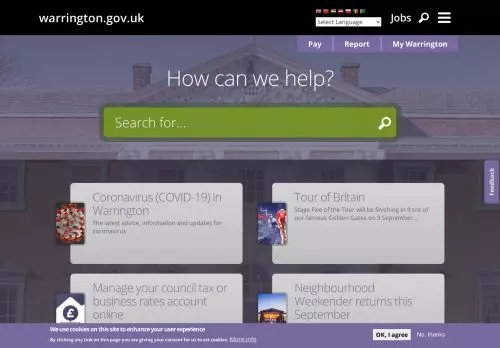 warrington.gov.uk
Select Language
Jobs
Pay
Report
My Warrington
How can we help?
Search for...
Feedback
Coronavirus (COVID-19) in
Warrington
The latest advice, information and updates for
coronavirus
Tour of Britain
Stage Five of the Tour will be finishing in front of
our famous Golden Gates on 9 September...
Manage your council tax or
business rates account
online
Neighbourhood
Weekender returns this
September
We use cookies on this site to enhance your user experience
By clicking any link on this page you are giving your consent for us to set cookies. More info
OK, I agree
No, thanks